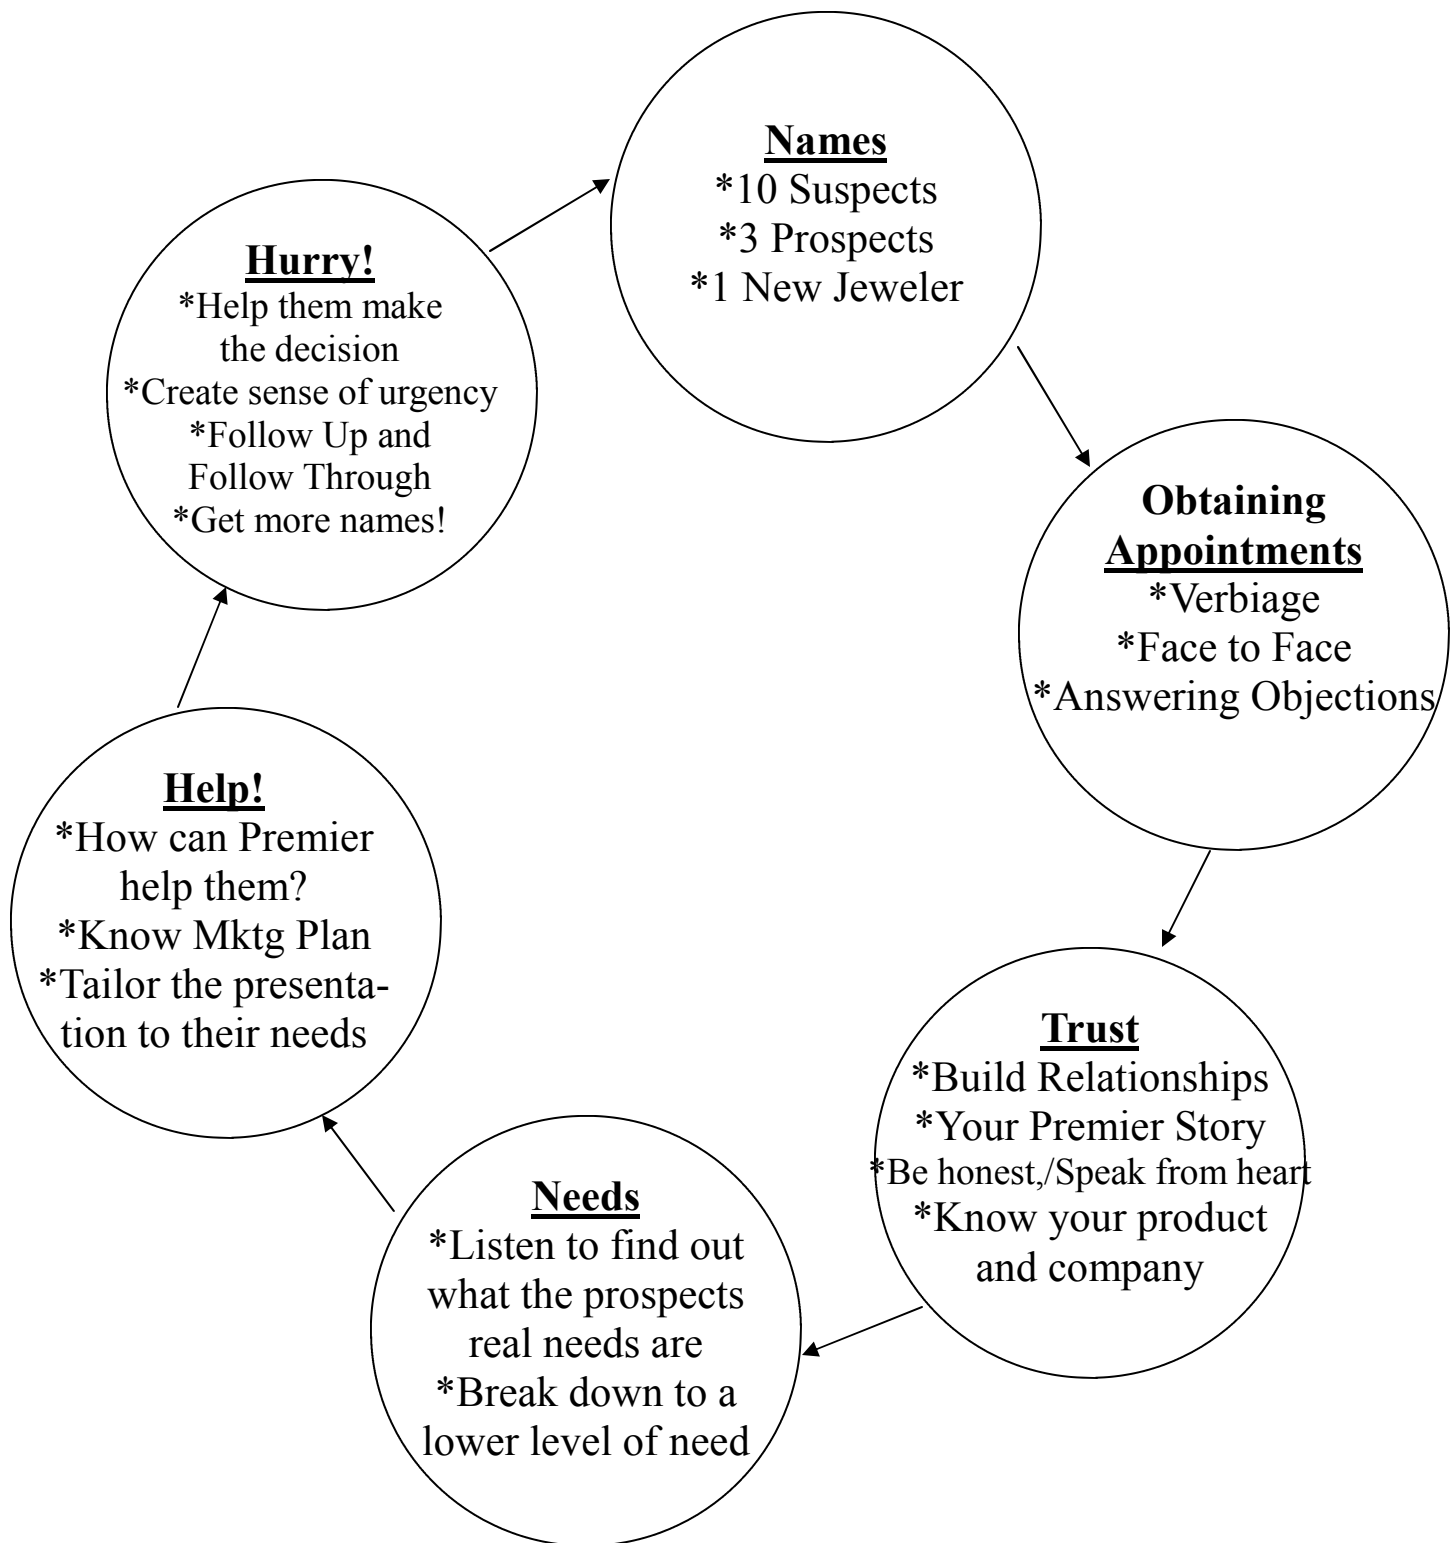 Names
*10 Suspects
*3 Prospects
*1 New Jeweler
Obtaining
Appointments
*Verbiage
*Face to Face
*Answering Objections
Trust
*Build Relationships
*Your Premier Story
*Be honest,/Speak from heart
*Know your product
and company
Needs
*Listen to find out
what the prospects
real needs are
*Break down to a
lower level of need
Help!
*How can Premier
help them?
*Know Mktg Plan
*Tailor the presenta-
tion to their needs
Hurry!
*Help them make
the decision
*Create sense of urgency
*Follow Up and
Follow Through
*Get more names!